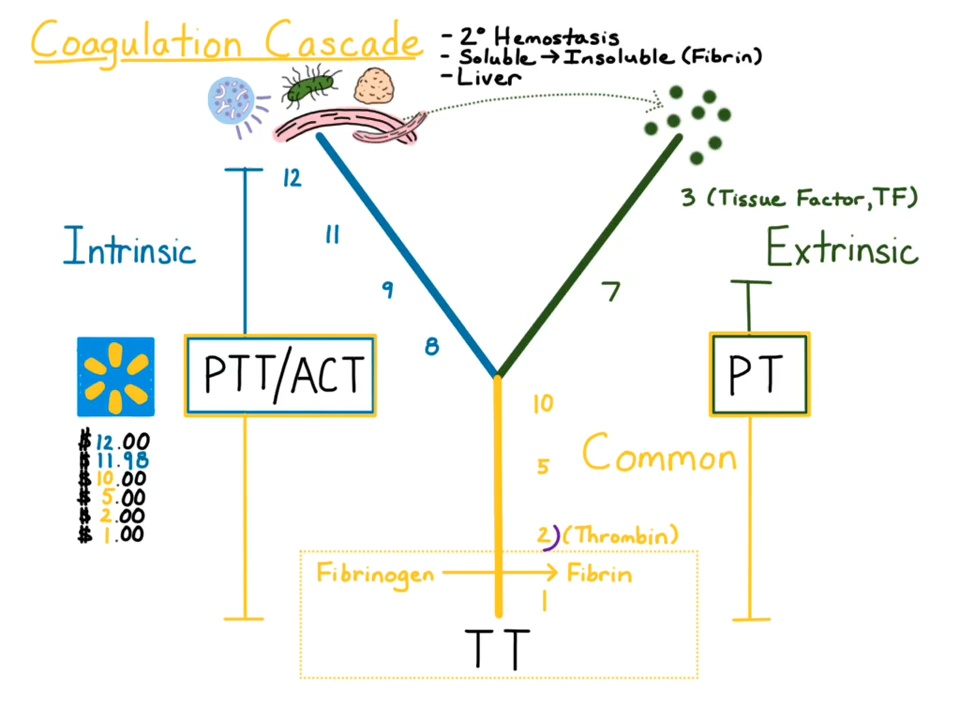 Coagulation Cascade
- 2° Hemostasis
- Soluble → Insoluble (Fibrin)
- Liver
12
3 (Tissue Factor, TF)
11
Intrinsic
Extrinsic
9
7
8
PTT/ACT
PT
10
$ 12.00
$ 11.98
$ 10.00
$ 5.00
$ 2.00
$ 1.00
Common
5
2 (Thrombin)
Fibrinogen → Fibrin
1
TT